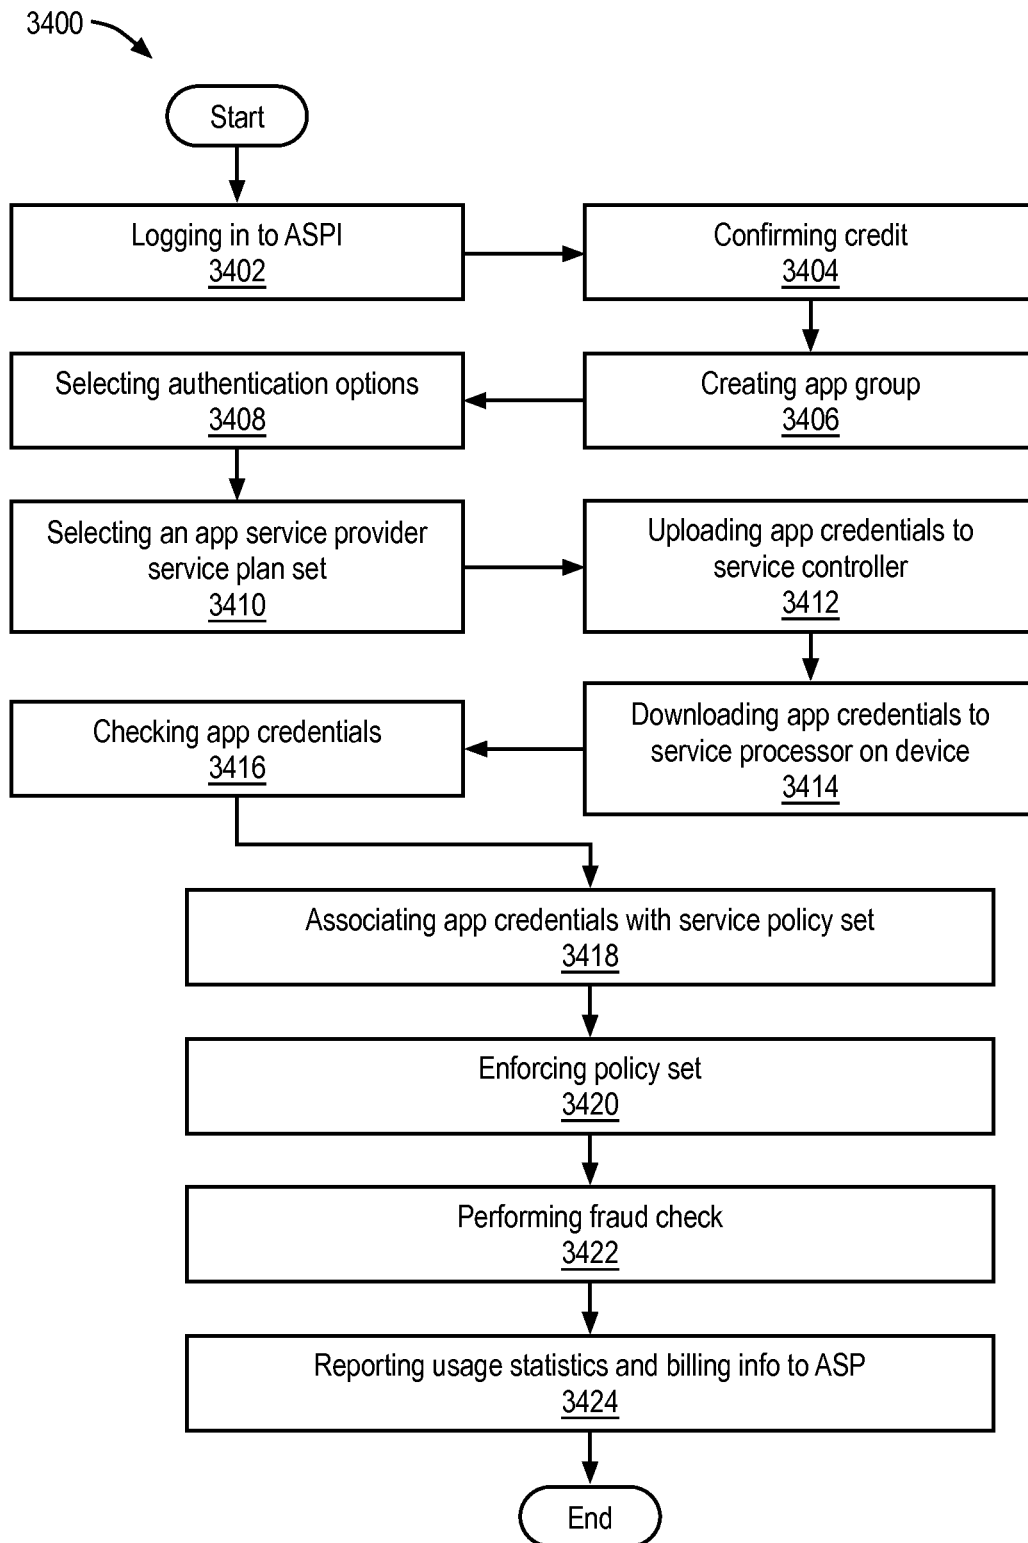 3400
Start
Logging in to ASPI
3402
Confirming credit
3404
Creating app group
3406
Selecting authentication options
3408
Selecting an app service provider
service plan set
3410
Uploading app credentials to
service controller
3412
Downloading app credentials to
service processor on device
3414
Checking app credentials
3416
Associating app credentials with service policy set
3418
Enforcing policy set
3420
Performing fraud check
3422
Reporting usage statistics and billing info to ASP
3424
End